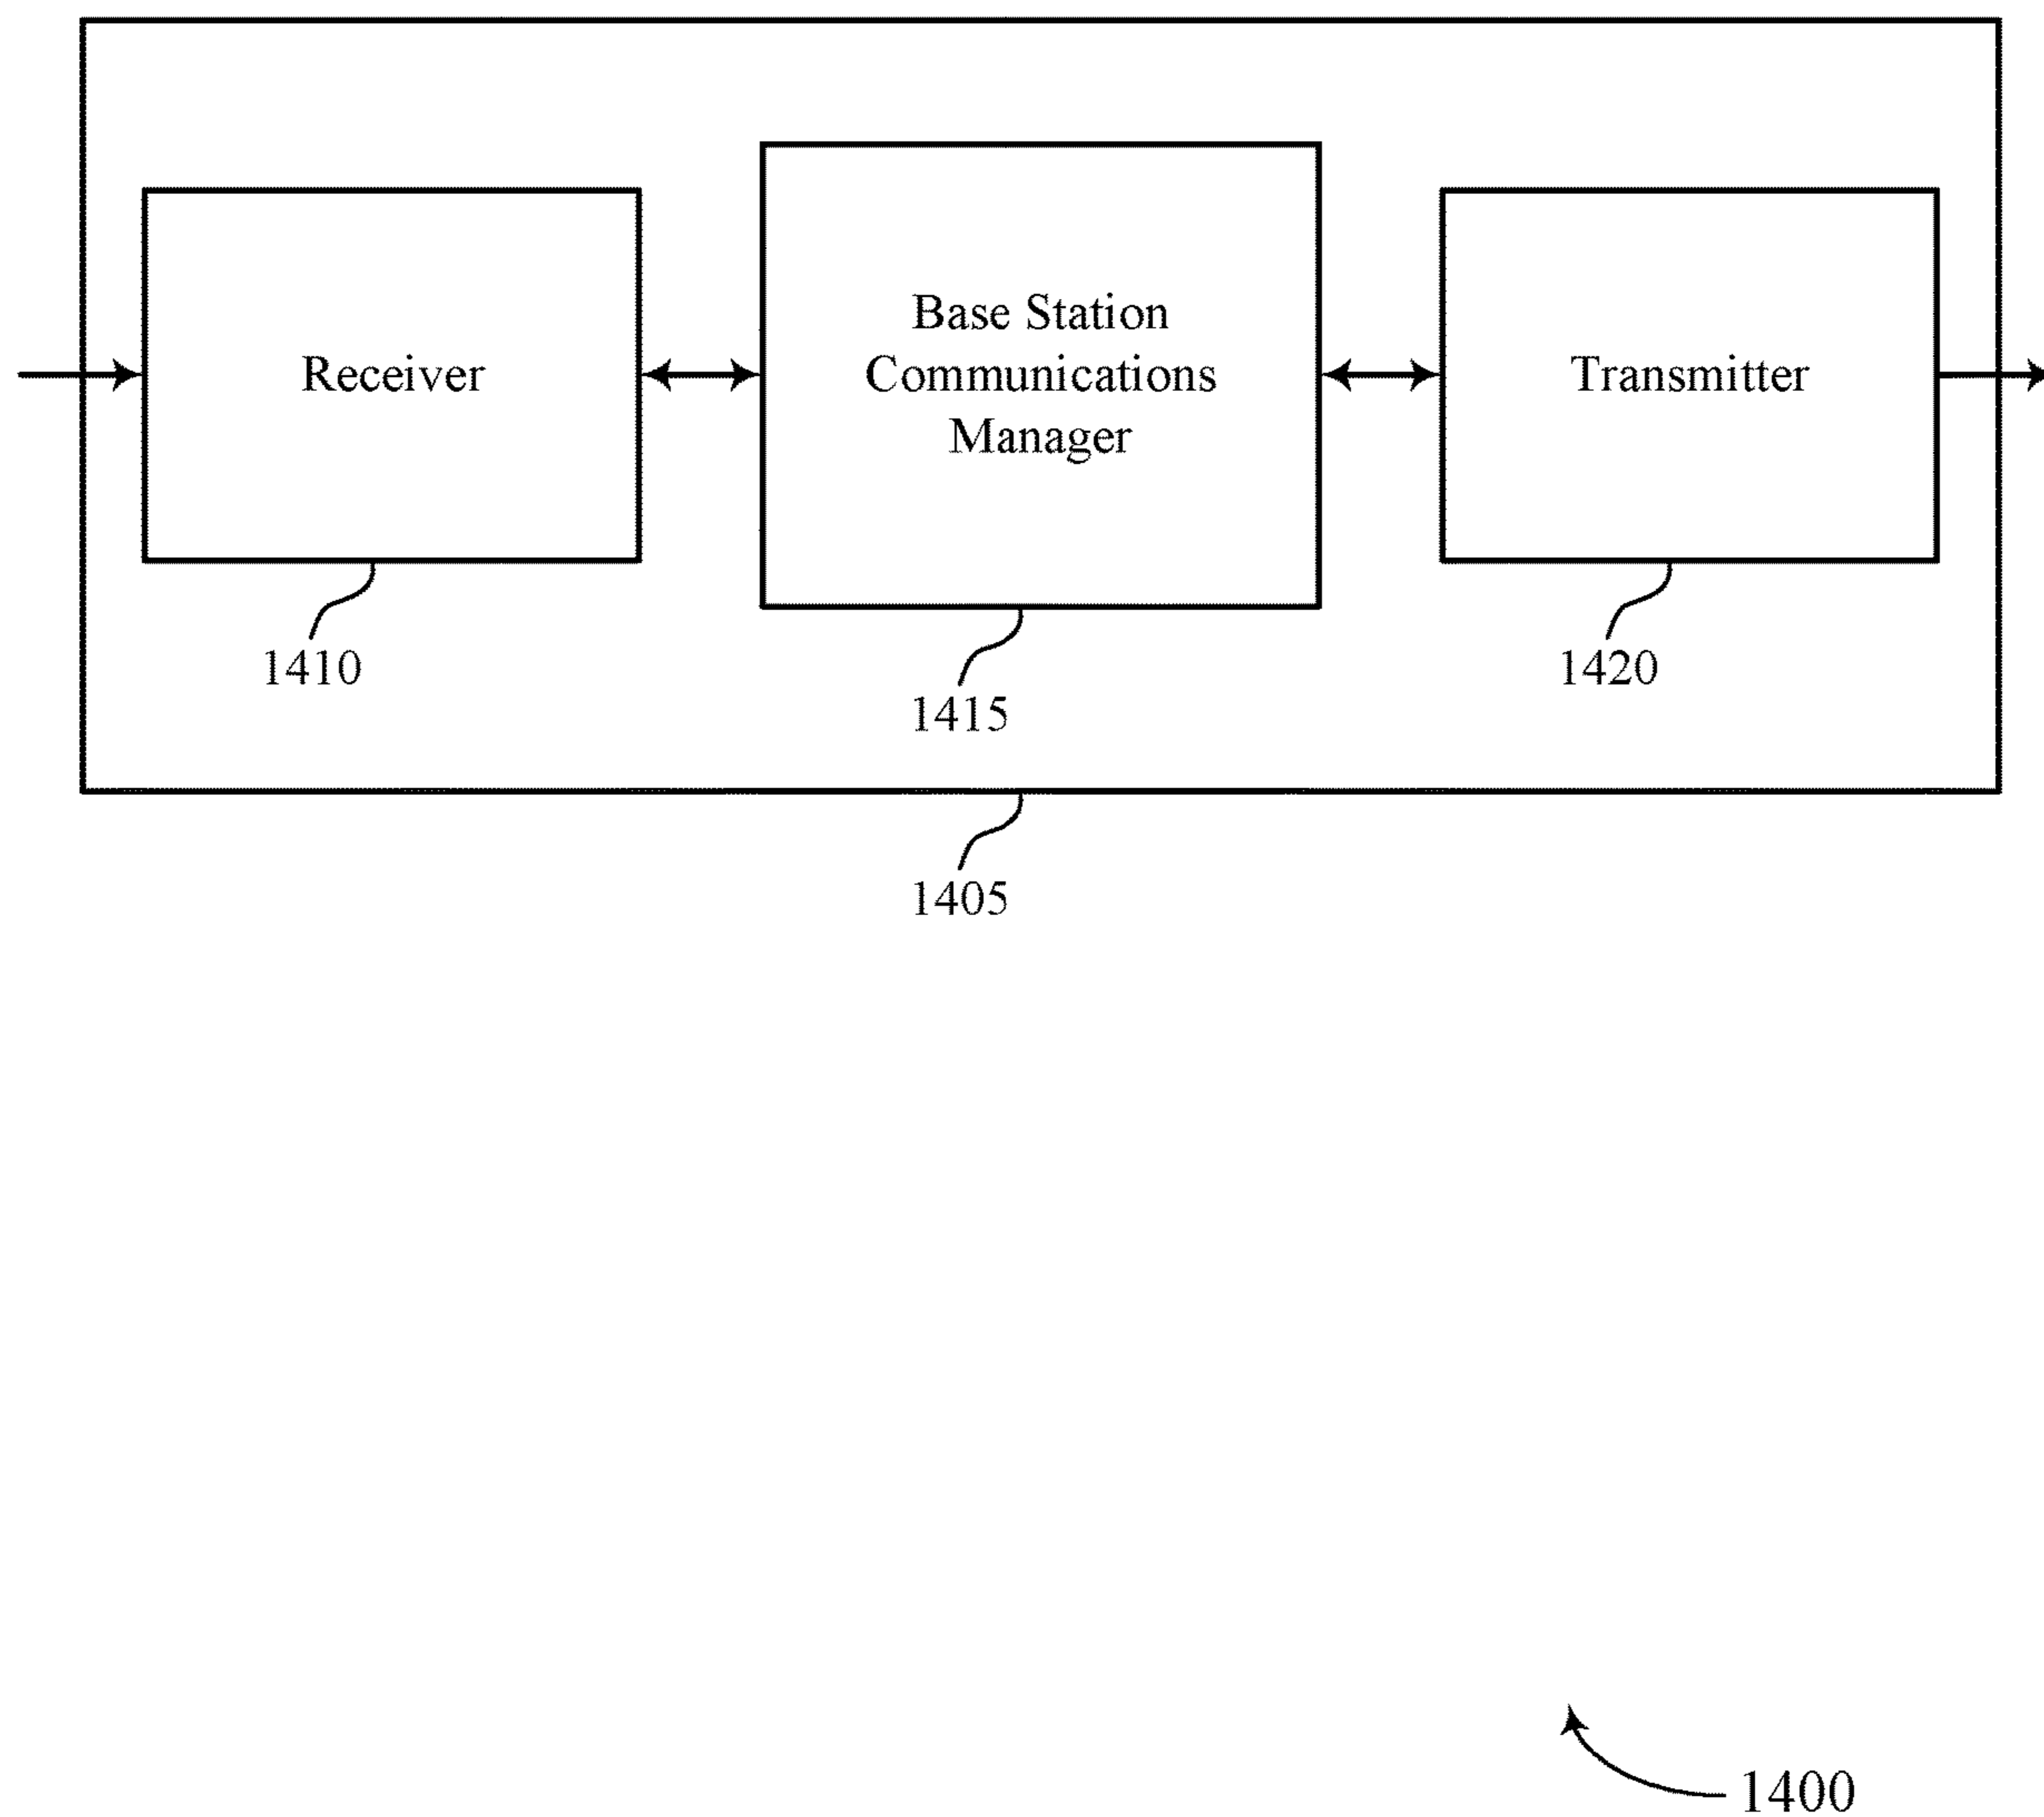 Receiver
Base Station
Communications
Manager
Transmitter
1410
1415
1420
1405
1400